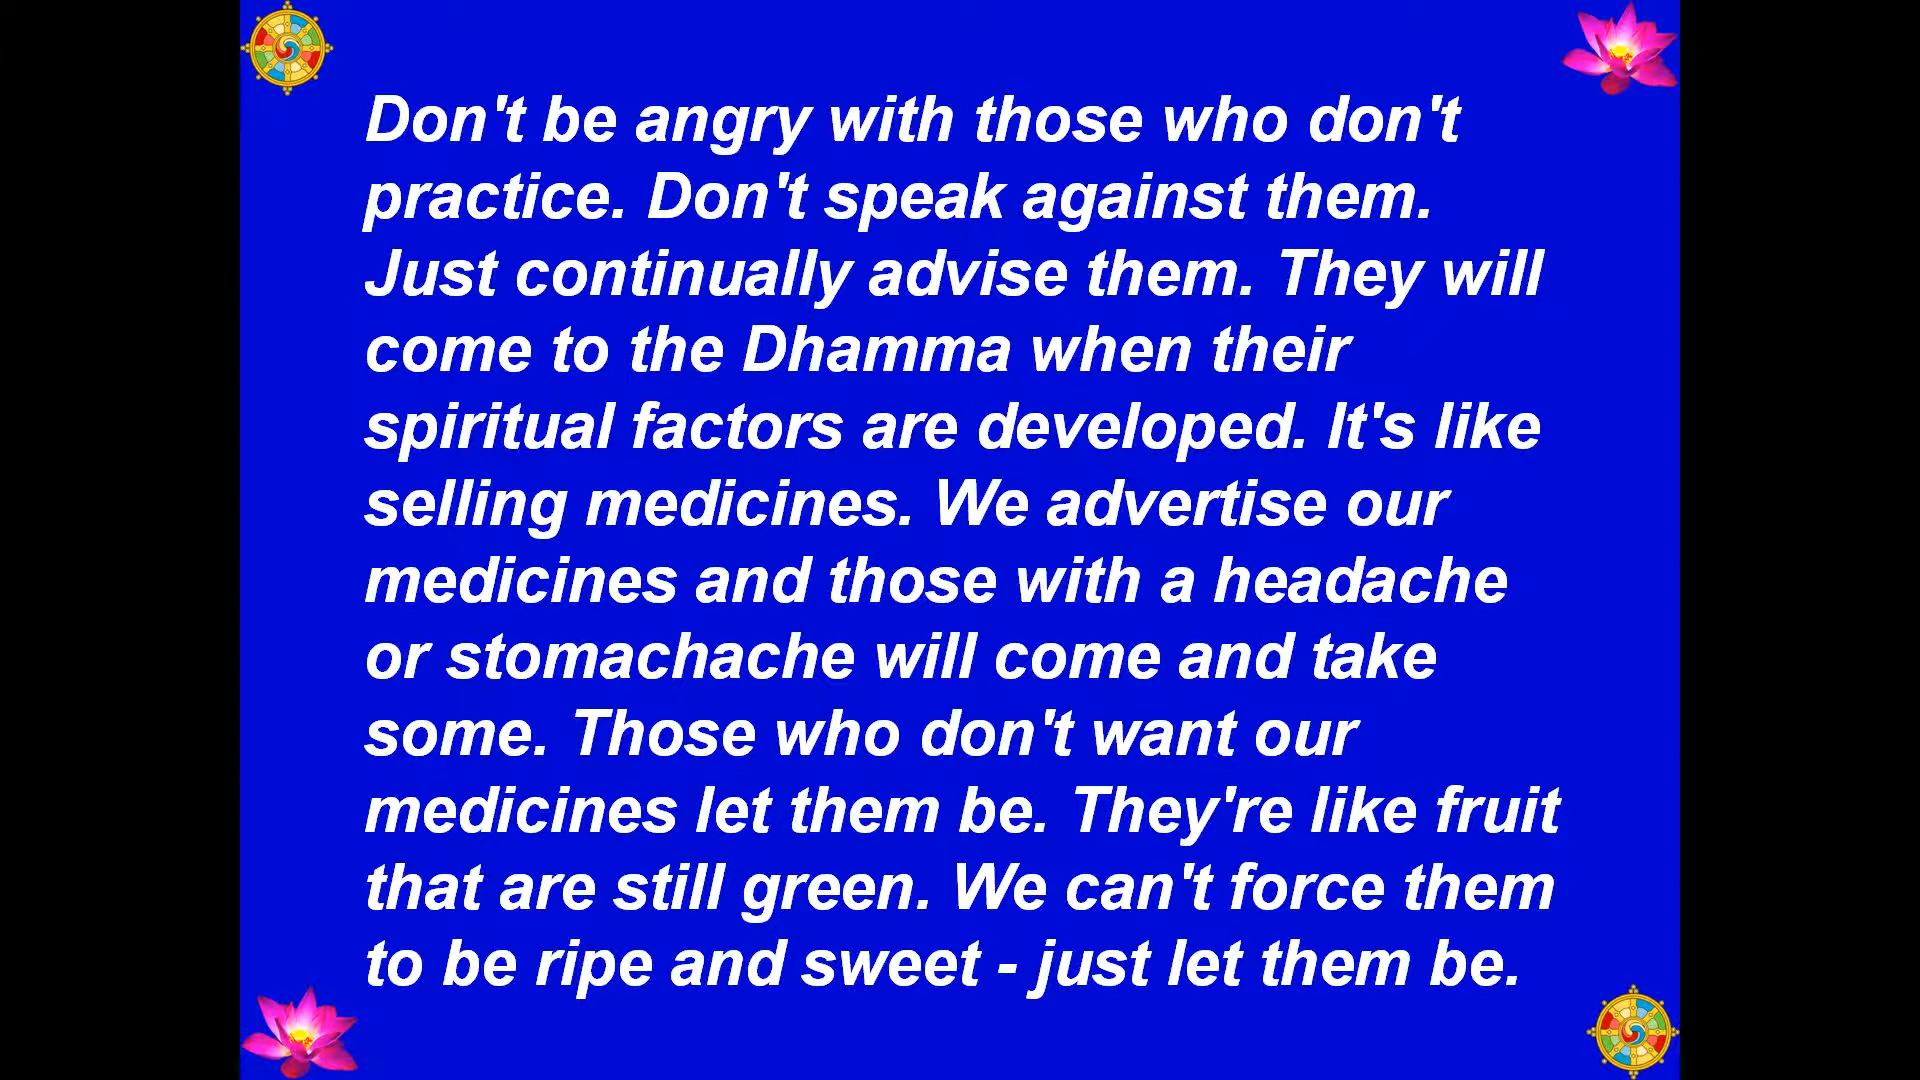 Don't be angry with those who don't
practice. Don't speak against them.
Just continually advise them. They will
come to the Dhamma when their
spiritual factors are developed. It's like
selling medicines. We advertise our
medicines and those with a headache
or stomachache will come and take
some. Those who don't want our
medicines let them be. They're like fruit
that are still green. We can't force them
to be ripe and sweet - just let them be.